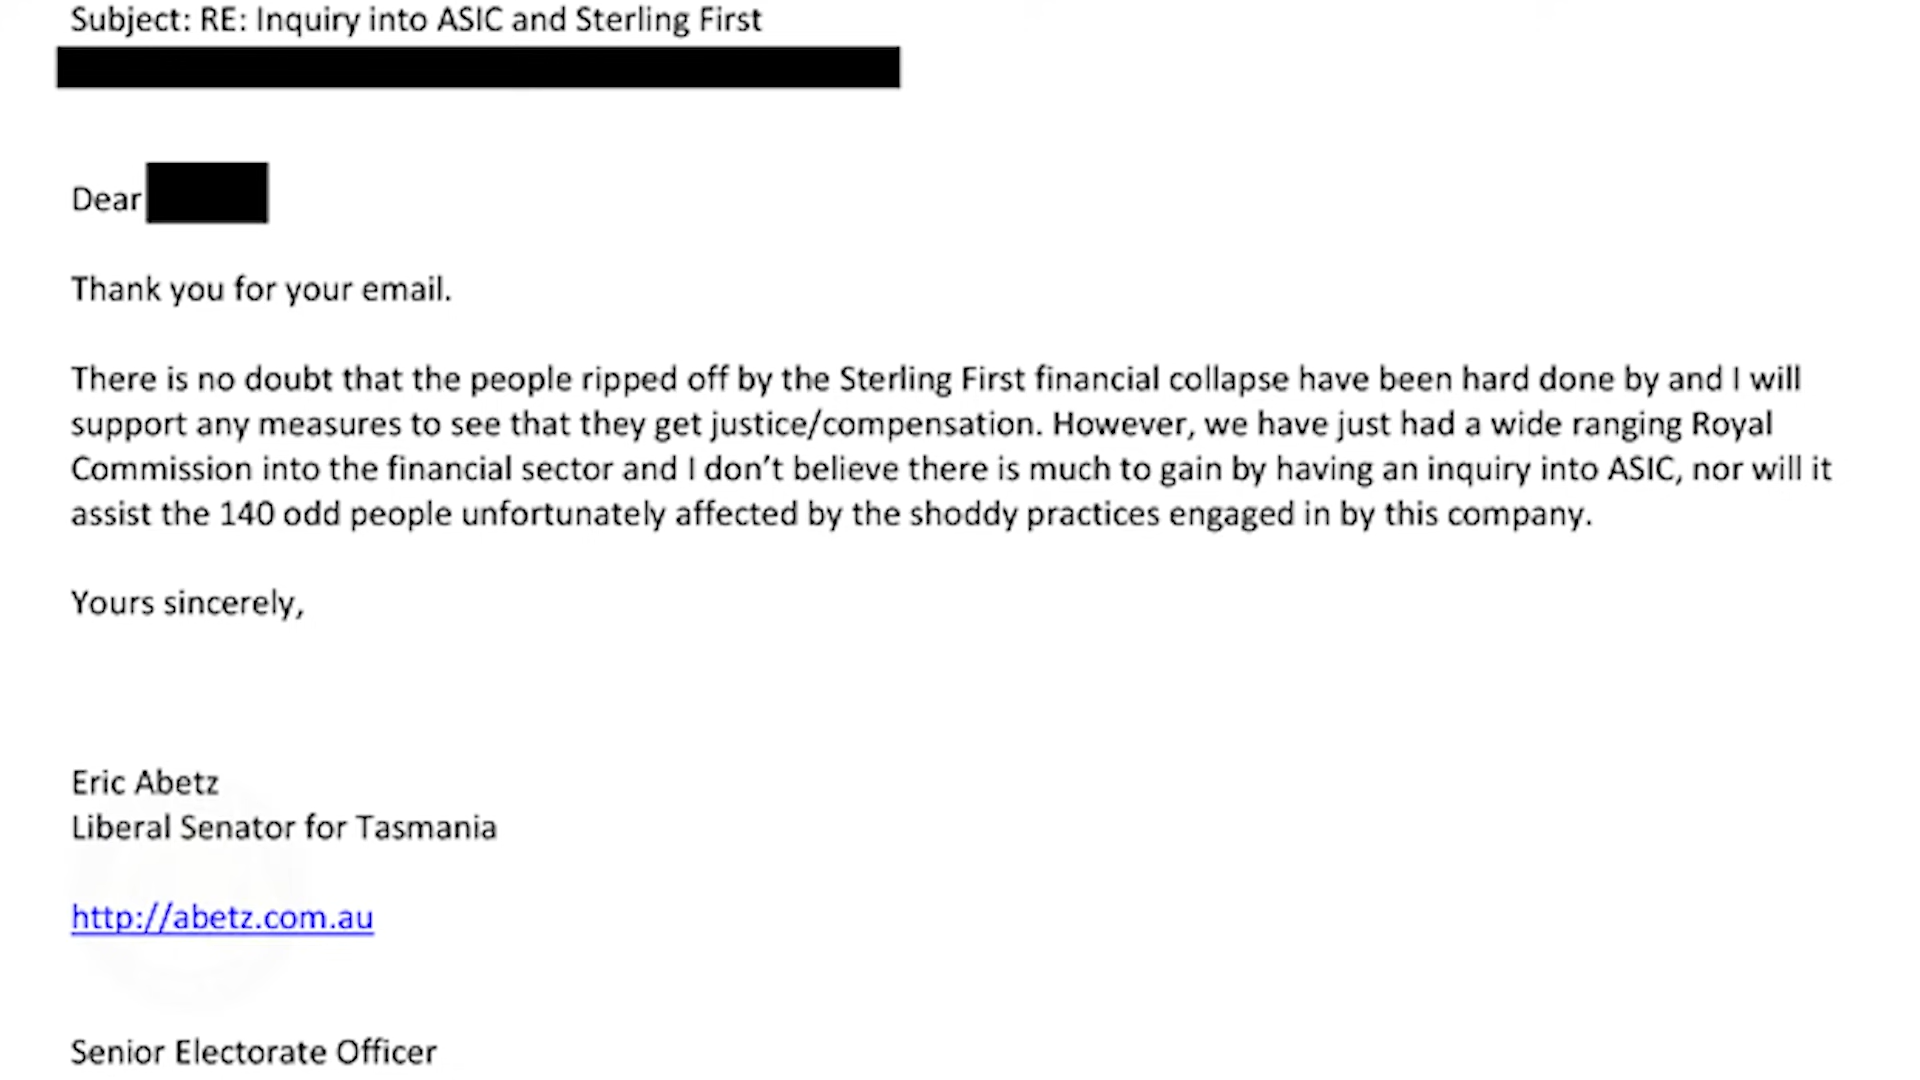 Subject: RE: Inquiry into ASIC and Sterling First
Dear
Thank you for your email.
There is no doubt that the people ripped off by the Sterling First financial collapse have been hard done by and I will
support any measures to see that they get justice/compensation. However, we have just had a wide ranging Royal
Commission into the financial sector and I don’t believe there is much to gain by having an inquiry into ASIC, nor will it
assist the 140 odd people unfortunately affected by the shoddy practices engaged in by this company.
Yours sincerely,
Eric Abetz
Liberal Senator for Tasmania
http://abetz.com.au
Senior Electorate Officer